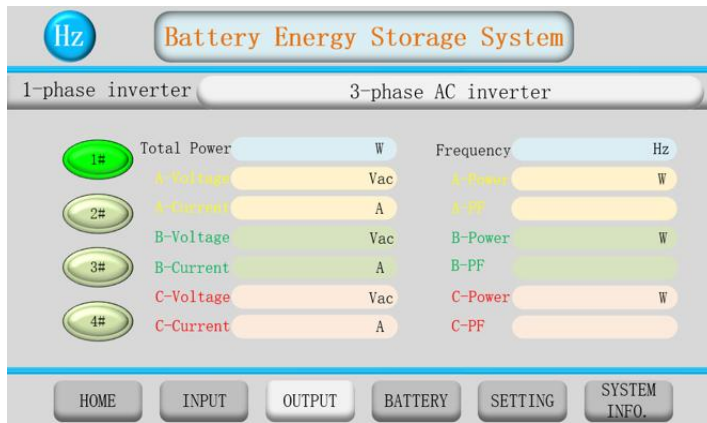 Hz
Battery Energy Storage System
1-phase inverter 3-phase AC inverter
1#
Total Power W Frequency Hz
A-Voltage Vac A-Power W
2#
A-Current A A-PF
B-Voltage Vac B-Power W
3#
B-Current A B-PF
C-Voltage Vac C-Power W
4#
C-Current A C-PF
HOME INPUT OUTPUT BATTERY SETTING SYSTEM INFO.